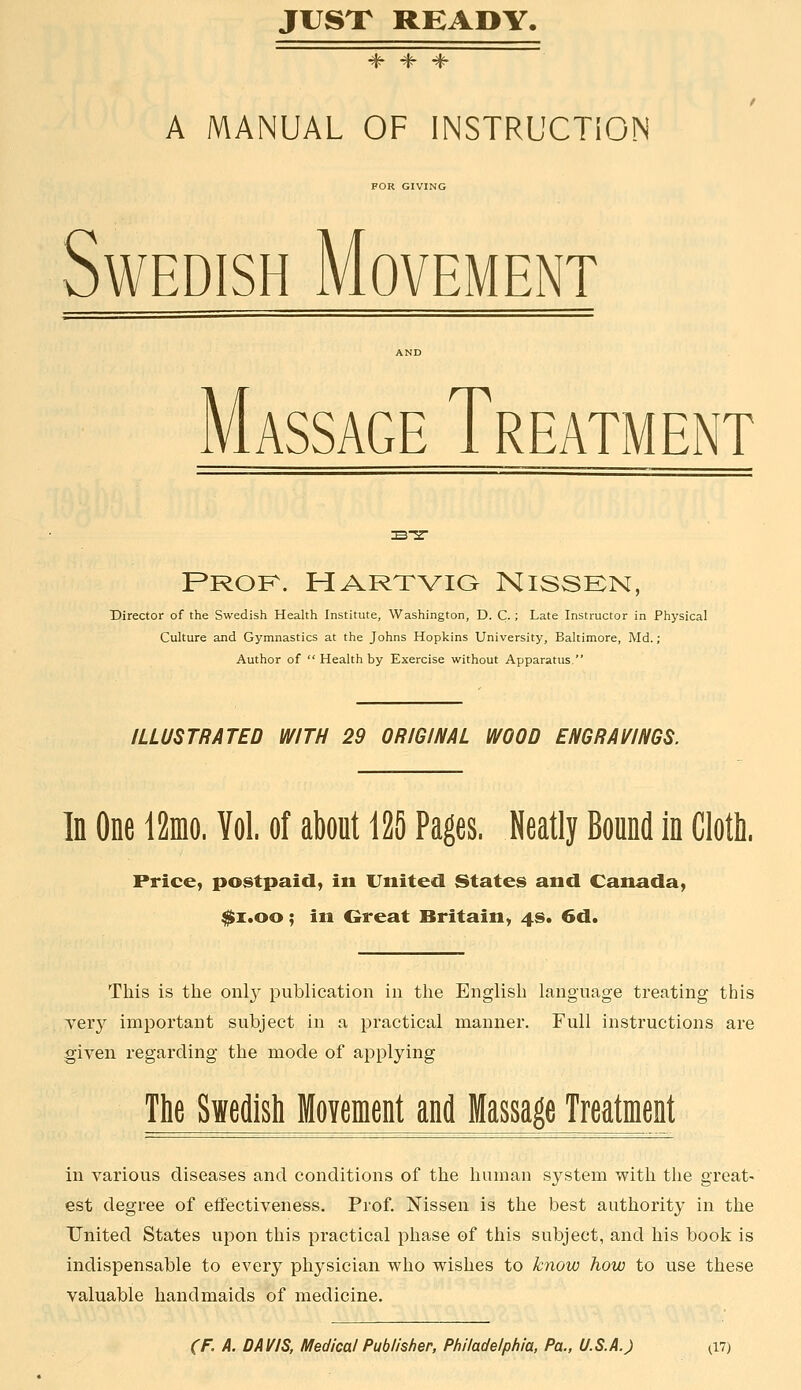 JUST READY.
* * *
A MANUAL OF INSTRUCTION
FOR GIVING
SWEDISH MOVEMENT
AND
MASSAGE TREATMENT
BY
PROF. HARTVIG NISSEN,
Director of the Swedish Health Institute, Washington, D. C.; Late Instructor in Physical
Culture and Gymnastics at the Johns Hopkins University, Baltimore, Md.;
Author of “Health by Exercise without Apparatus.”
ILLUSTRATED WITH 29 ORIGINAL WOOD ENGRAVINGS.
In One 12mo. Vol. of about 125 Pages. Neatly Bound in Cloth.
Price, postpaid, in United States and Canada,
$1.00; in Great Britain, 4s. 6d.
This is the only publication in the English language treating this
very important subject in a practical manner. Full instructions are
given regarding the mode of applying
The Swedish Movement and Massage Treatment
in various diseases and conditions of the human system with the great-
est degree of effectiveness. Prof. Nissen is the best authority in the
United States upon this practical phase of this subject, and his book is
indispensable to every physician who wishes to know how to use these
valuable handmaids of medicine.
(F. A. DAVIS, Medical Publisher, Philadelphia, Pa., U.S.A.) (17)